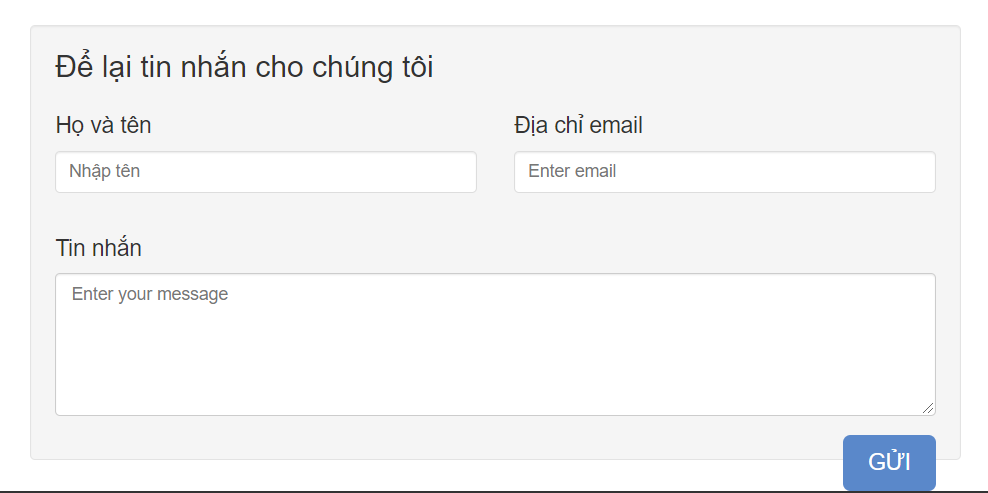 Để lại tin nhắn cho chúng tôi
Họ và tên
Địa chỉ email
Nhập tên
Enter email
Tin nhắn
Enter your message
GỬI